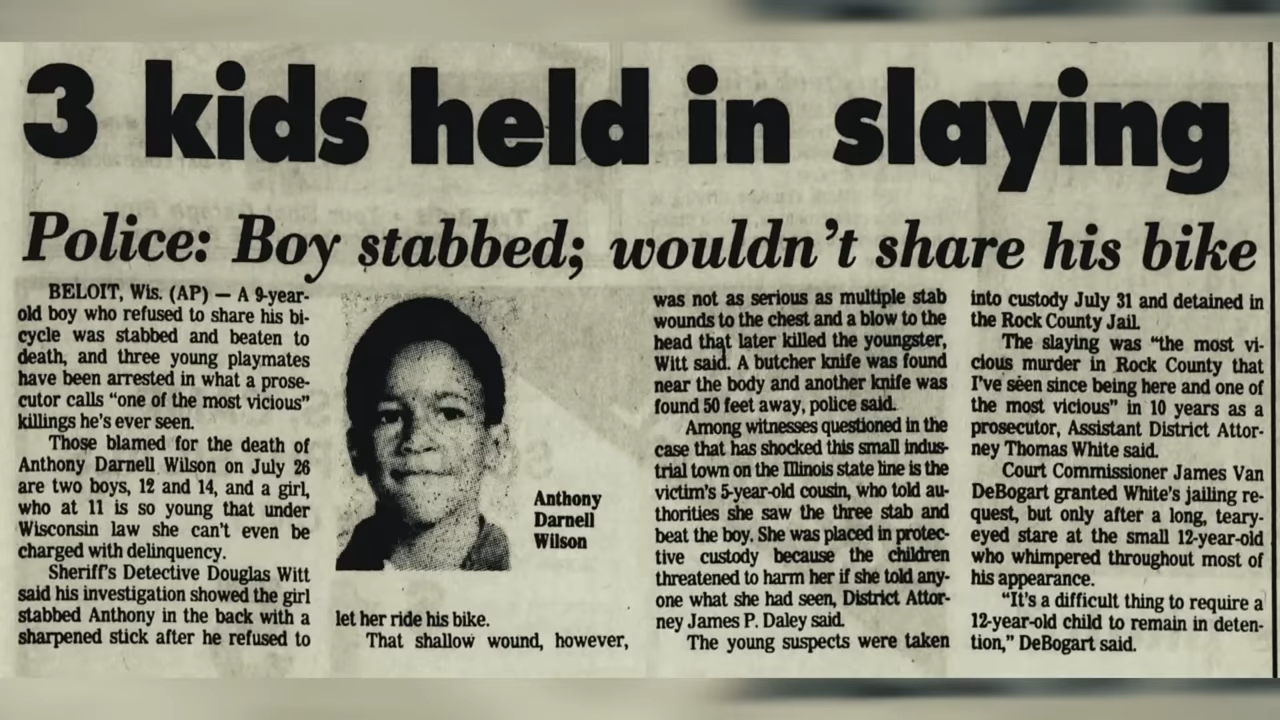 3 kids held in slaying
Police: Boy stabbed; wouldn't share his bike
BELOIT, Wis. (AP) — A 9-year-
old boy who refused to share his bi-
cycle was stabbed and beaten to
death, and three young playmates
have been arrested in what a prose-
cutor calls "one of the most vicious"
killings he's ever seen.
Those blamed for the death of
Anthony Darnell Wilson on July 26
are two boys, 12 and 14, and a girl,
who at 11 is so young that under
Wisconsin law she can't even be
charged with delinquency.
Sheriff's Detective Douglas Witt
said his investigation showed the girl
stabbed Anthony in the back with a
sharpened stick after he refused to
Anthony
Darnell
Wilson
let her ride his bike.
That shallow wound, however,
was not as serious as multiple stab
wounds to the chest and a blow to the
head that later killed the youngster,
Witt said. A butcher knife was found
near the body and another knife was
found 50 feet away, police said.
Among witnesses questioned in the
case that has shocked this small indus-
trial town on the Illinois state line is the
victim's 5-year-old cousin, who told au-
thorities she saw the three stab and
beat the boy. She was placed in protec-
tive custody because the children
threatened to harm her if she told any-
one what she had seen, District Attor-
ney James P. Daley said.
The young suspects were taken
into custody July 31 and detained in
the Rock County Jail.
The slaying was "the most vi-
cious murder in Rock County that
I've seen since being here and one of
the most vicious" in 10 years as a
prosecutor, Assistant District Attor-
ney Thomas White said.
Court Commissioner James Van
DeBogart granted White's jailing re-
quest, but only after a long, teary-
eyed stare at the small 12-year-old
who whimpered throughout most of
his appearance.
"It's a difficult thing to require a
12-year-old child to remain in deten-
tion," DeBogart said.